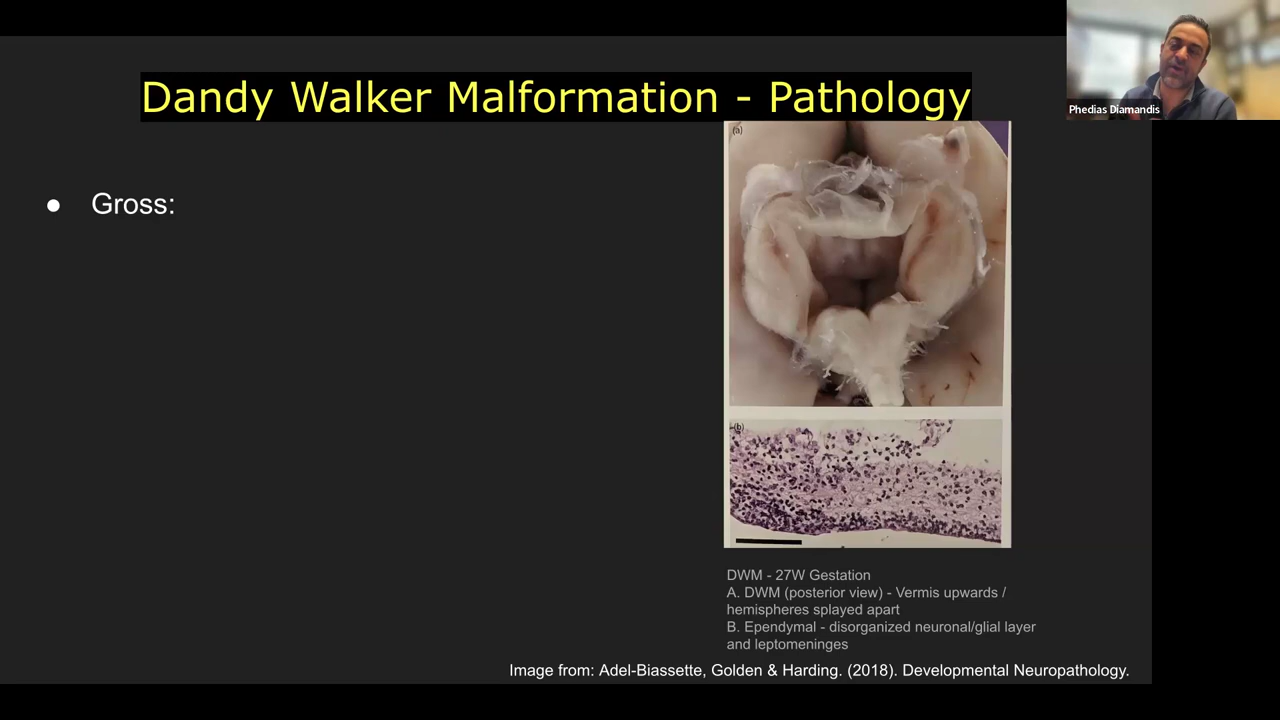 Dandy Walker Malformation - Pathology
Phedias Diamandis
● Gross:
(a)
(b)
DWM - 27W Gestation
A. DWM (posterior view) - Vermis upwards /
hemispheres splayed apart
B. Ependymal - disorganized neuronal/glial layer
and leptomeninges
Image from: Adel-Biassette, Golden & Harding. (2018). Developmental Neuropathology.